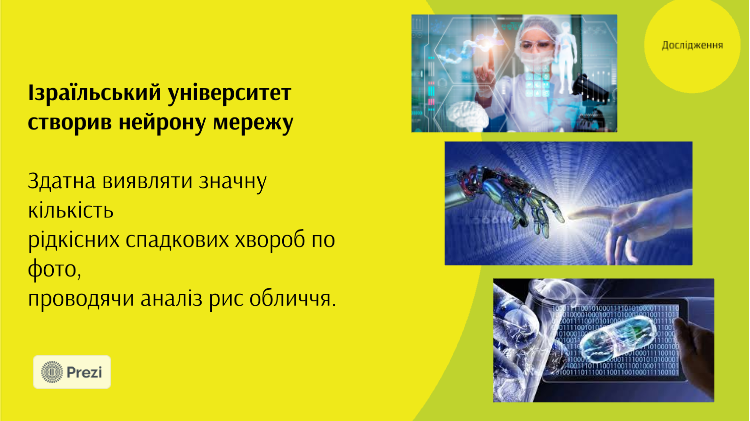 Дослідження
Ізраїльський університет
створив нейрону мережу
Здатна виявляти значну
кількість
рідкісних спадкових хвороб по
фото,
проводячи аналіз рис обличчя.
Prezi